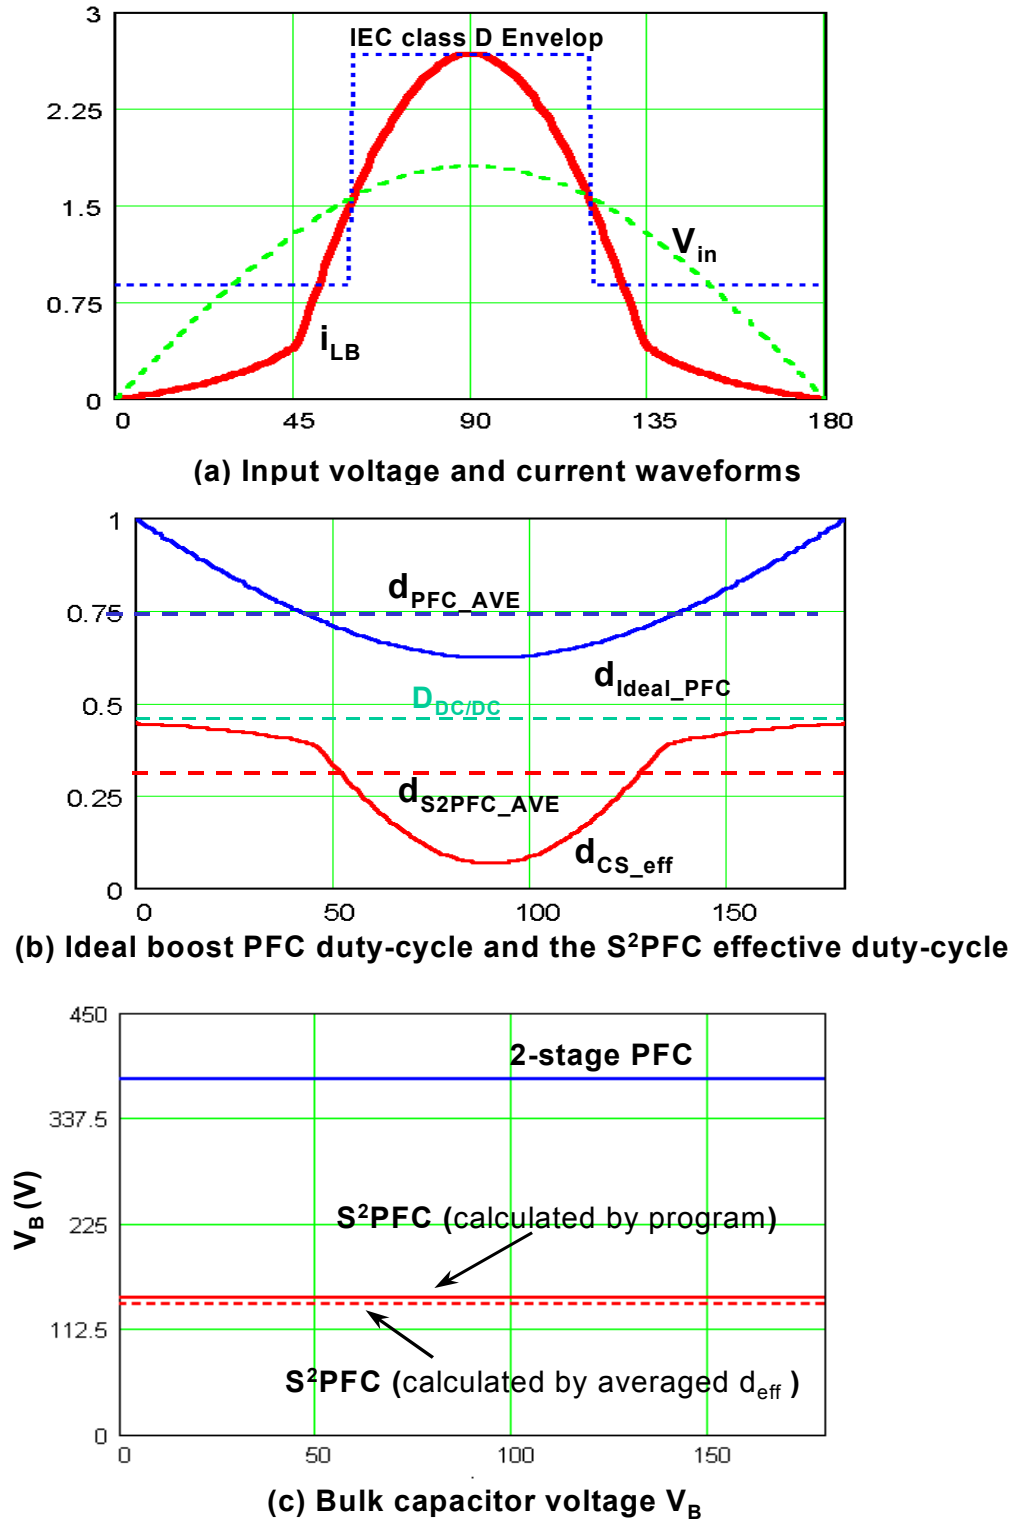 3
IEC class D Envelop
2.25
1.5
V_in
0.75
i_LB
0
0 45 90 135 180
(a) Input voltage and current waveforms
1
d_PFC_AVE
0.75
d_Ideal_PFC
D_DC/DC
0.5
d_S2PFC_AVE
0.25
d_CS_eff
0
0 50 100 150
(b) Ideal boost PFC duty-cycle and the S²PFC effective duty-cycle
450
2-stage PFC
337.5
V_B (V)
S²PFC (calculated by program)
225
112.5
S²PFC (calculated by averaged d_eff )
0
0 50 100 150
(c) Bulk capacitor voltage V_B